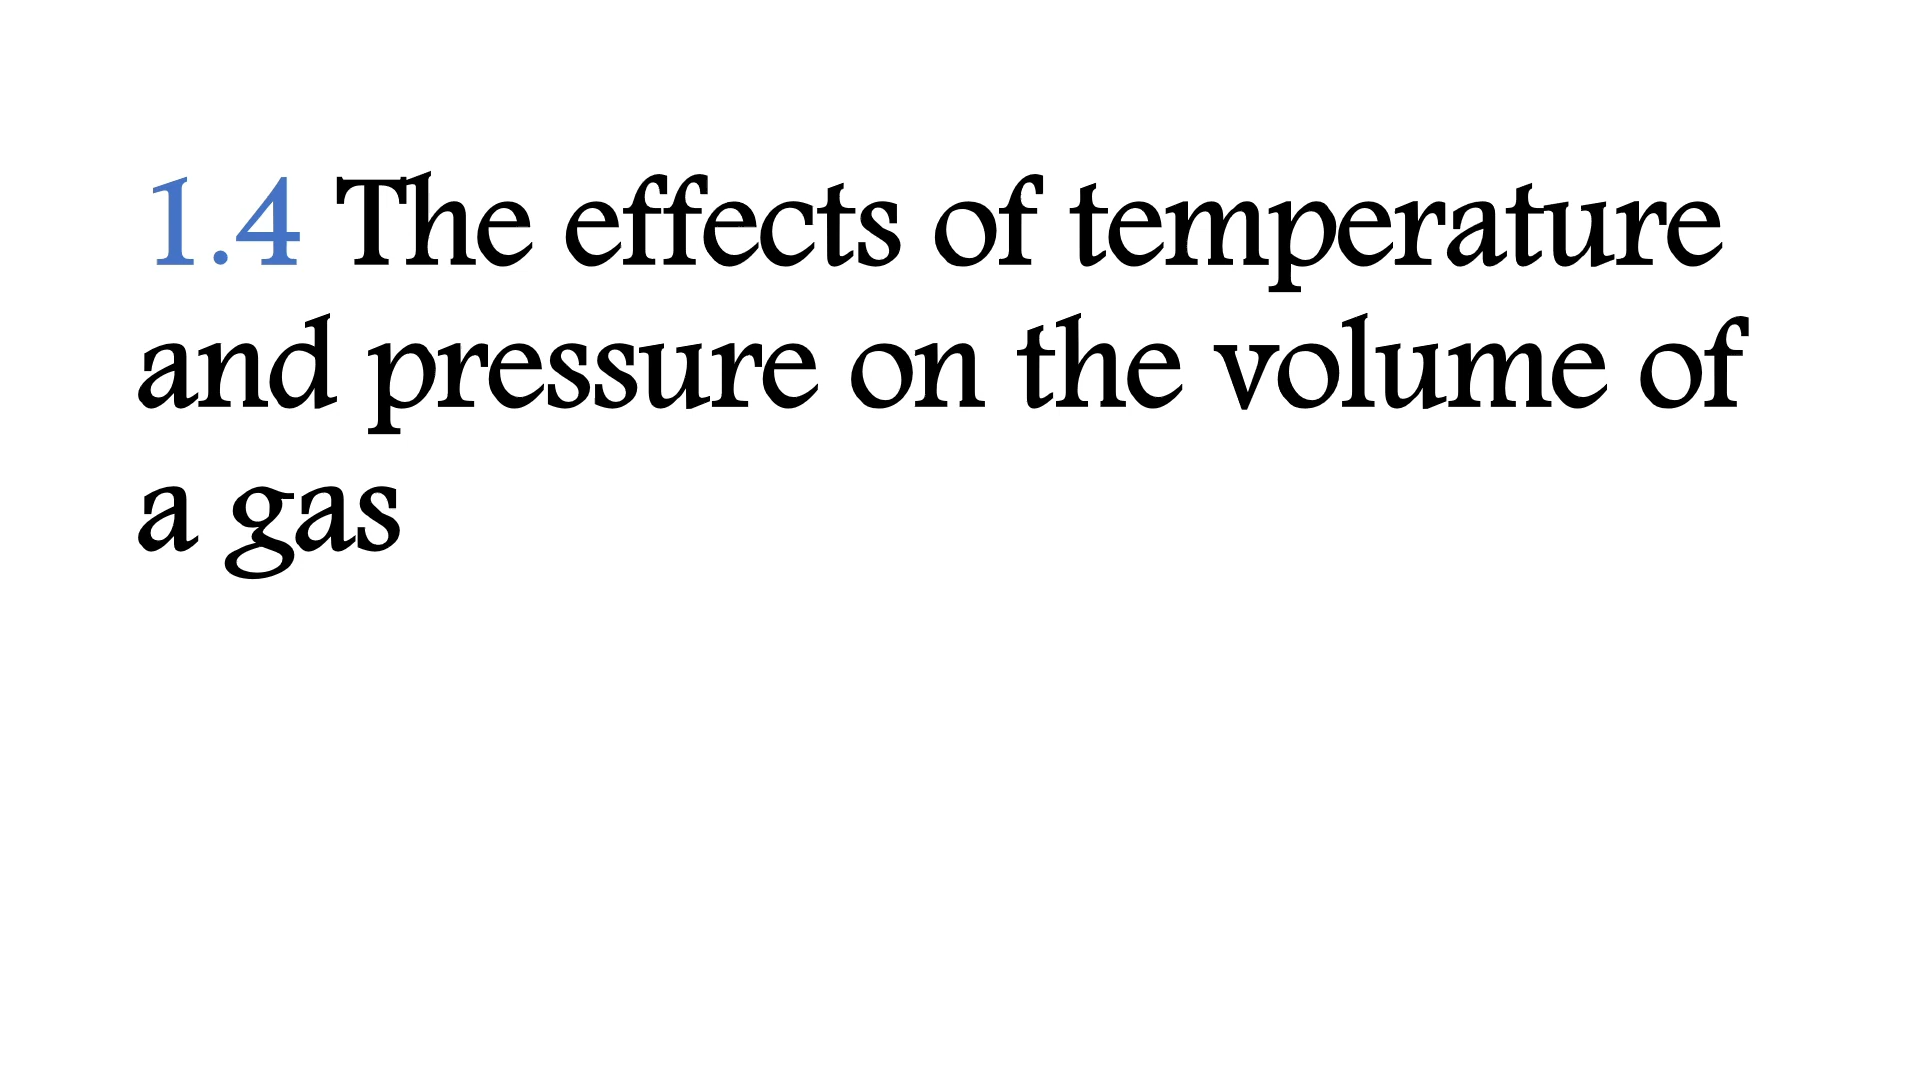 1.4 The effects of temperature
and pressure on the volume of
a gas